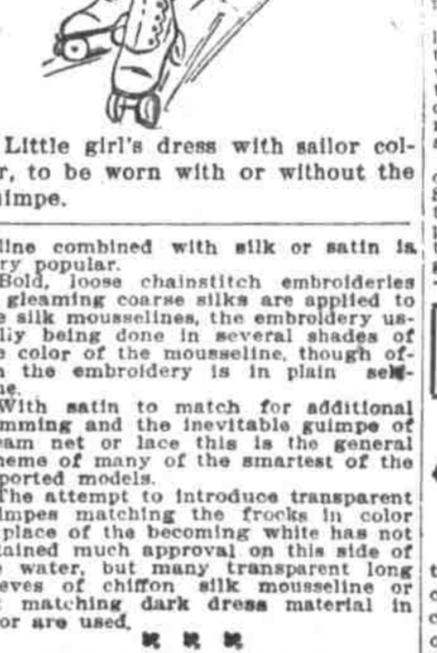 Little girl's dress with sailor col-
r, to be worn with or without the
uimpe.
line combined with silk or satin is
ry popular.
Bold, loose chainstitch embroideries
gleaming coarse silks are applied to
e silk mousselines, the embroidery us-
lly being done in several shades of
e color of the mousseline, though of-
n the embroidery is in plain self-
ne.
With satin to match for additional
mming and the inevitable guimpe of
eam net or lace this is the general
heme of many of the smartest of the
ported models.
The attempt to introduce transparent
impes matching the frocks in color
place of the becoming white has not
tained much approval on this side of
e water, but many transparent long
eves of chiffon silk mousseline or
matching dark dress material in
or are used.